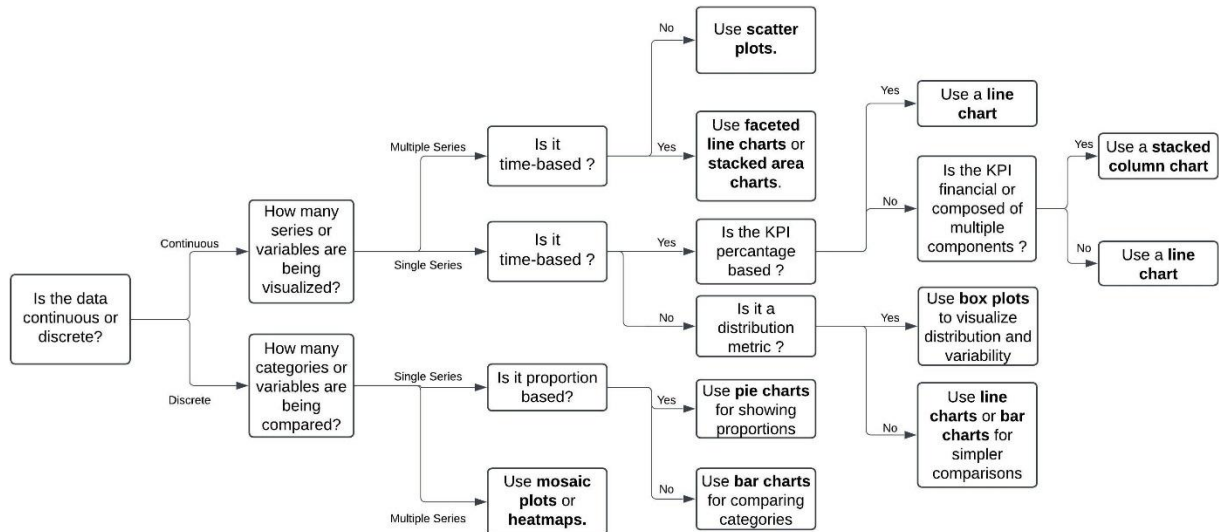 Is the data
continuous or
discrete?
Continuous
Discrete
How many
series or
variables are
being
visualized?
How many
categories or
variables are
being
compared?
Multiple Series
Single Series
Single Series
Multiple Series
Is it
time-based ?
Is it
time-based ?
Is it proportion
based?
Use mosaic
plots or
heatmaps.
No
Yes
Yes
No
Yes
No
Use scatter
plots.
Use faceted
line charts or
stacked area
charts.
Is the KPI
percentage
based ?
Is it a
distribution
metric ?
Use pie charts
for showing
proportions
Use bar charts
for comparing
categories
Yes
No
Yes
No
Use a line
chart
Is the KPI
financial or
composed of
multiple
components ?
Use box plots
to visualize
distribution and
variability
Use line
charts or bar
charts for
simpler
comparisons
Yes
No
Use a stacked
column chart
Use a line
chart